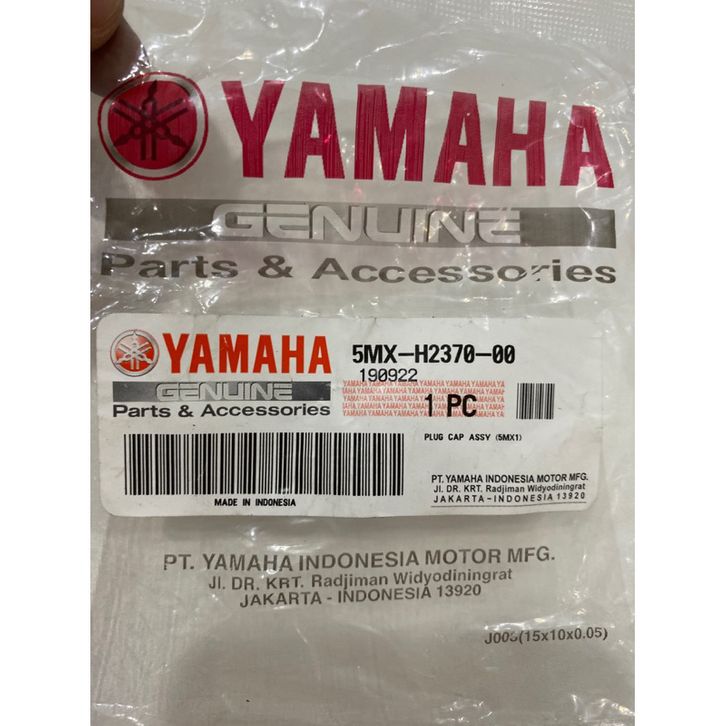 YAMAHA
GENUINE
Parts & Accessories
YAMAHA
GENUINE
Parts & Accessories
5MX-H2370-00
190922
1 PC
PLUG CAP ASSY (5MX1)
MADE IN INDONESIA
PT. YAMAHA INDONESIA MOTOR MFG.
Jl. DR. KRT. Radjiman Widyodiningrat
JAKARTA - INDONESIA 13920
PT. YAMAHA INDONESIA MOTOR MFG.
Jl. DR. KRT. Radjiman Widyodiningrat
JAKARTA - INDONESIA 13920
(15x10x0.05)